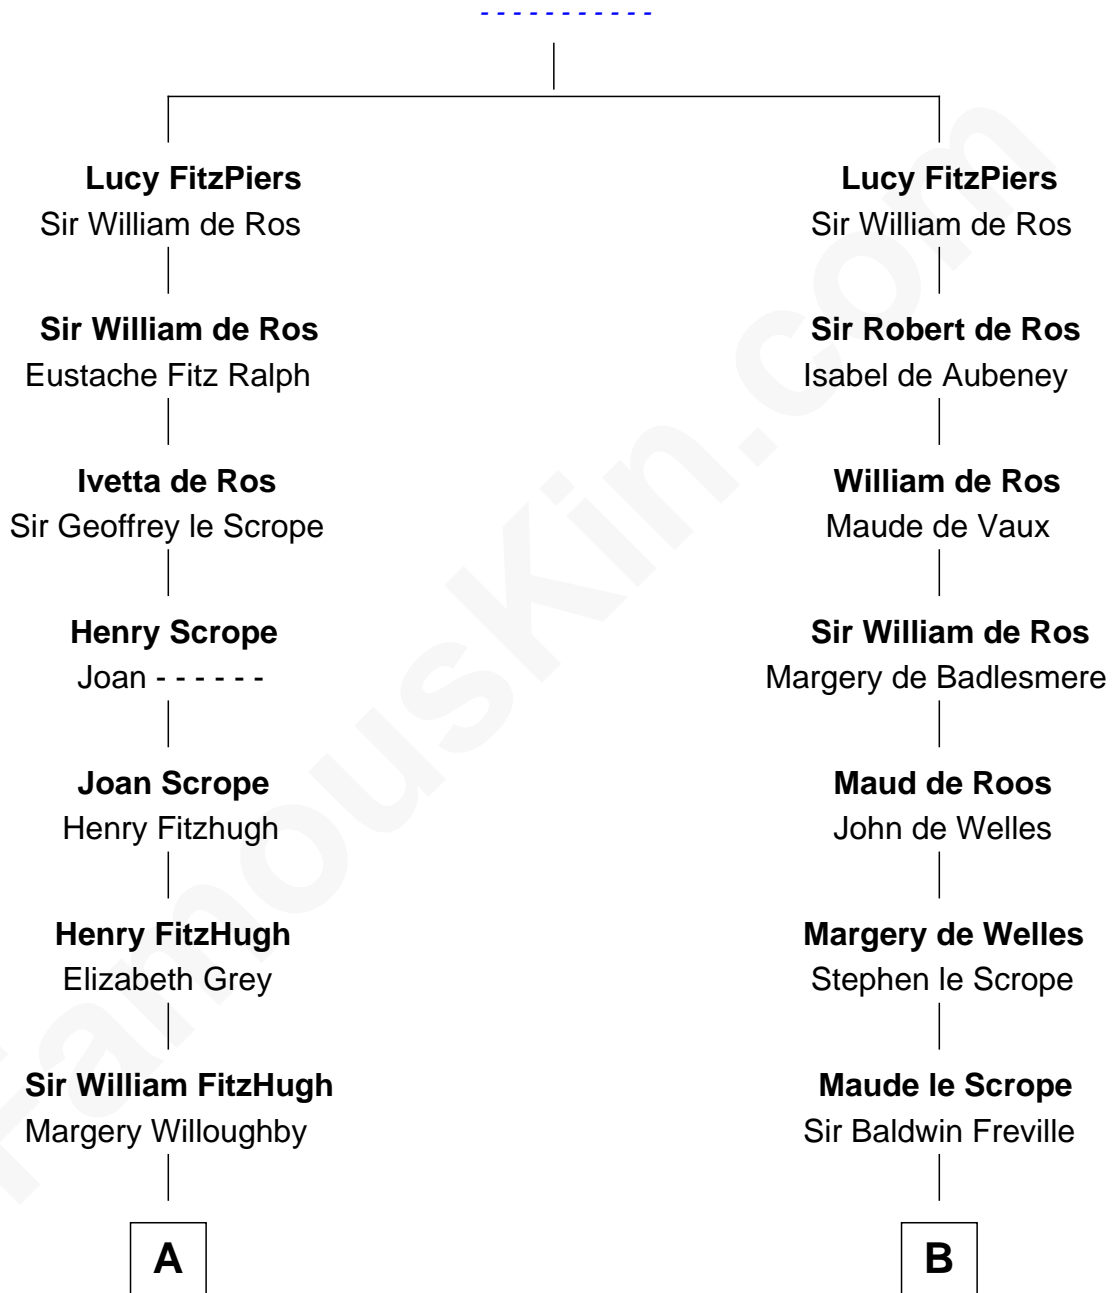 - - - - - - - - - - -
Lucy FitzPiers
Sir William de Ros
Sir William de Ros
Eustache Fitz Ralph
Ivetta de Ros
Sir Geoffrey le Scrope
Henry Scrope
Joan - - - - - -
Joan Scrope
Henry Fitzhugh
Henry FitzHugh
Elizabeth Grey
Sir William FitzHugh
Margery Willoughby
A
Lucy FitzPiers
Sir William de Ros
Sir Robert de Ros
Isabel de Aubeney
William de Ros
Maude de Vaux
Sir William de Ros
Margery de Badlesmere
Maud de Roos
John de Welles
Margery de Welles
Stephen le Scrope
Maude le Scrope
Sir Baldwin Freville
B
FamousKin.com